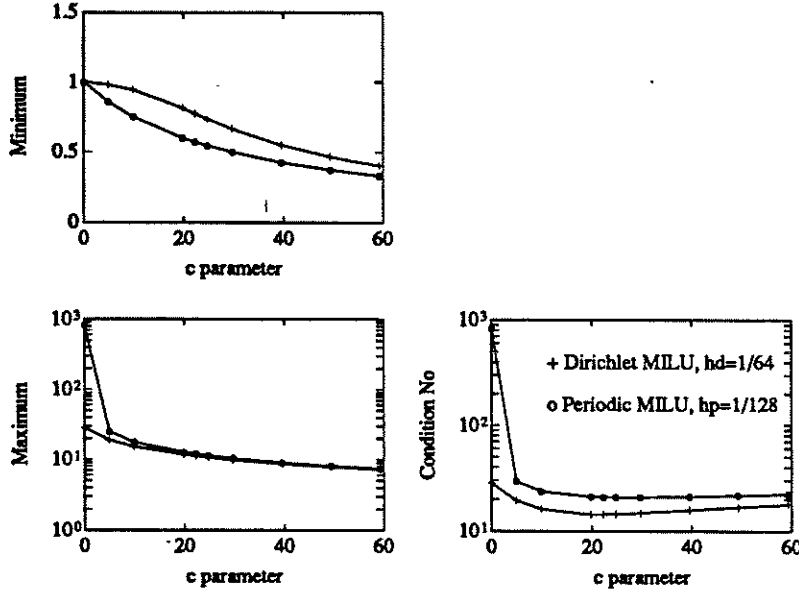 1.5
1
0.5
0
Minimum
0 20 40 60
c parameter
10³
10²
10¹
10⁰
Maximum
0 20 40 60
c parameter
10³
10²
10¹
Condition No
+ Dirichlet MILU, hd=1/64
o Periodic MILU, hp=1/128
0 20 40 60
c parameter